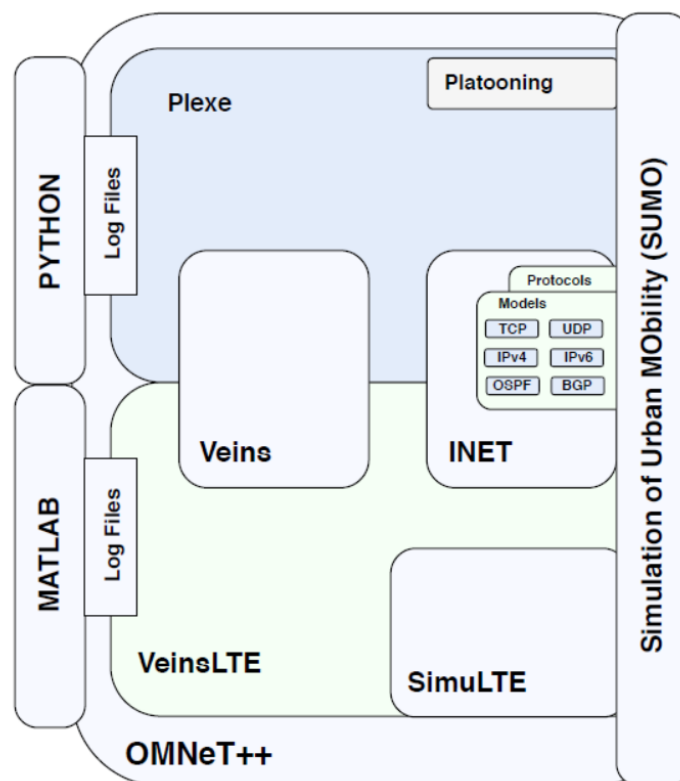 Plexe
Platooning
PYTHON
Log Files
Protocols
Models
TCP
UDP
IPv4
IPv6
OSPF
BGP
Veins
INET
MATLAB
Log Files
VeinsLTE
SimuLTE
OMNeT++
Simulation of Urban MObility (SUMO)